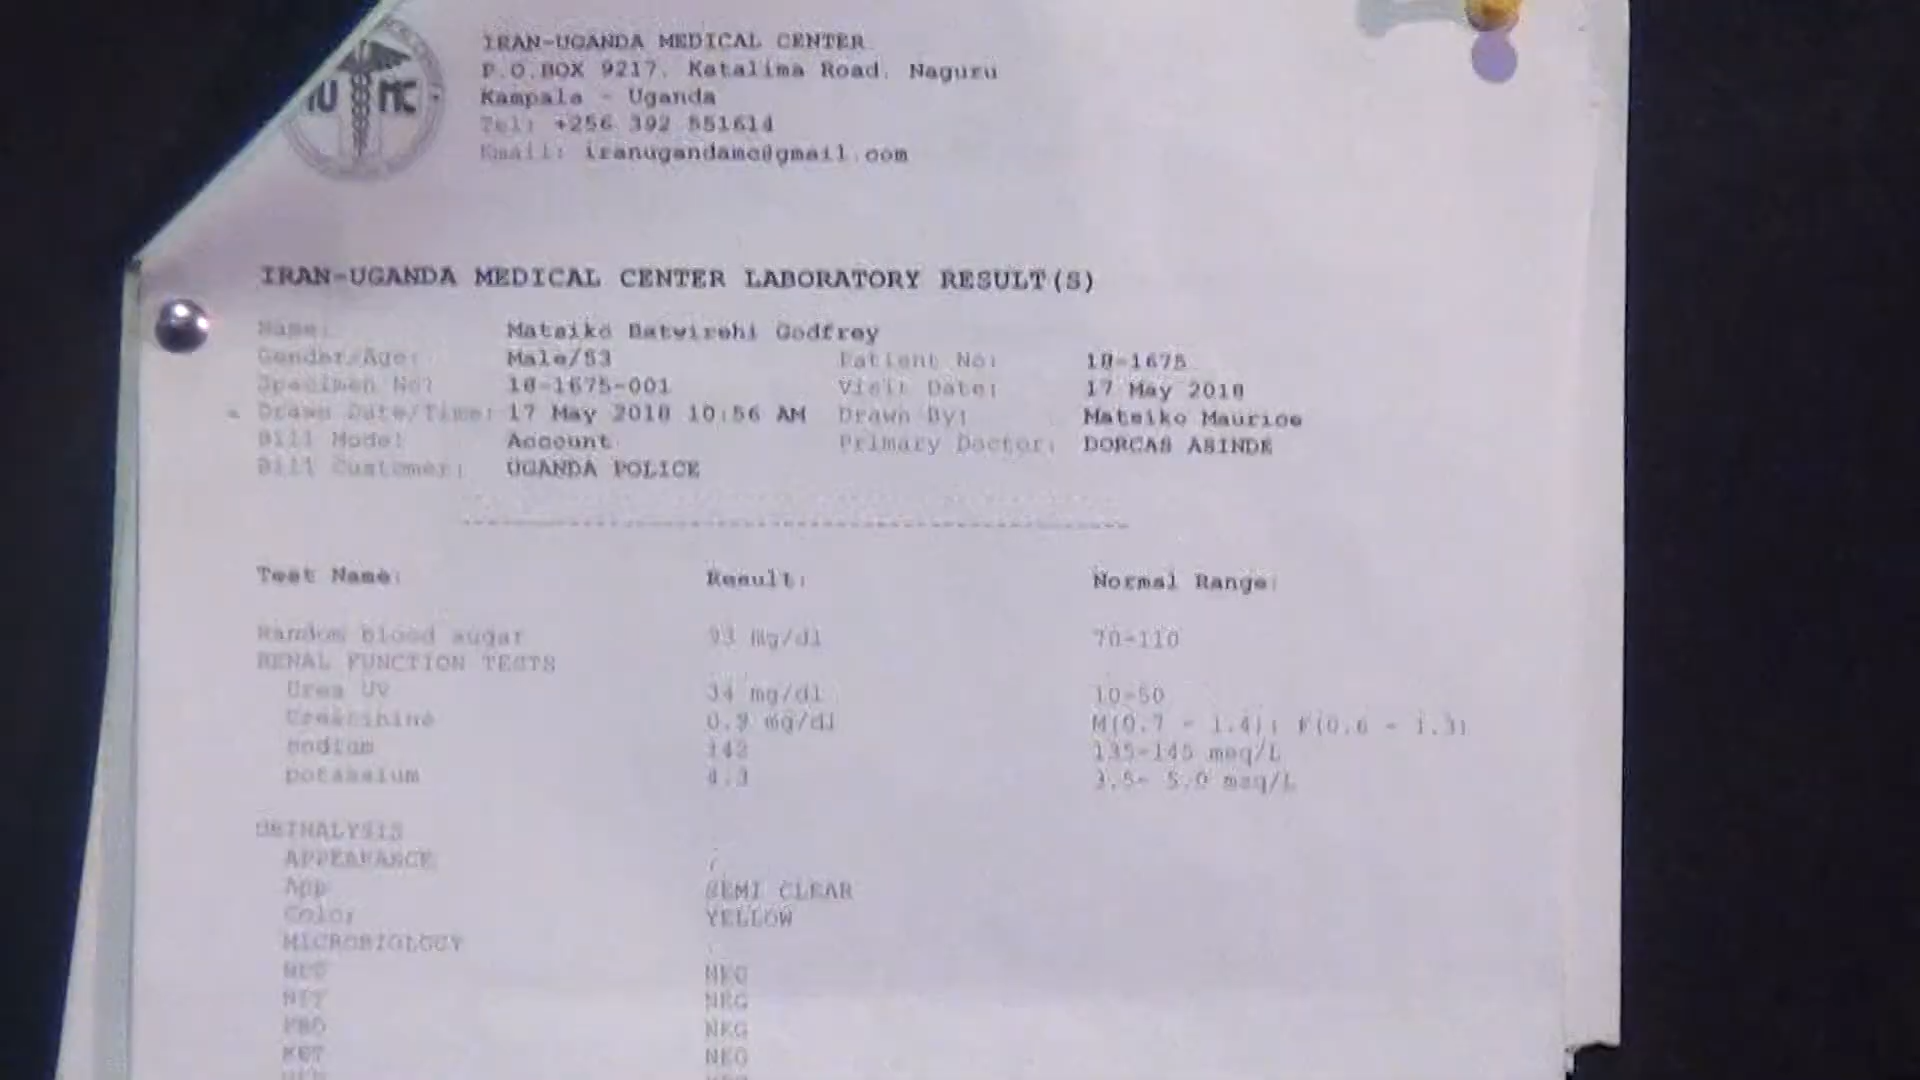 IU MC
IRAN-UGANDA MEDICAL CENTER
P.O.BOX 9217, Katalima Road, Naguru
Kampala - Uganda
Tel: +256 392 551614
Email: iranugandamc@gmail.com
IRAN-UGANDA MEDICAL CENTER LABORATORY RESULT(S)
Name: Matsiko Batwirehi Godfrey
Gender/Age: Male/53 Patient No: 18-1675
Specimen No: 18-1675-001 Visit Date: 17 May 2018
Drawn Date/Time: 17 May 2018 10:56 AM Drawn By: Matsiko Maurice
Bill Mode: Account Primary Doctor: DORCAS ASINDE
Bill Customer: UGANDA POLICE
Test Name: Result: Normal Range:
Random blood sugar 93 mg/dl 70-110
RENAL FUNCTION TESTS
Urea UV 34 mg/dl 10-50
Creatinine 0.9 mg/dl M(0.7 - 1.4); F(0.6 - 1.3)
sodium 142 135-145 meq/L
potassium 4.3 3.5- 5.0 meq/L
URINALYSIS
APPEARANCE
App SEMI CLEAR
Color YELLOW
MICROBIOLOGY
NEG
NIT NEG
PRO NEG
KET NEG